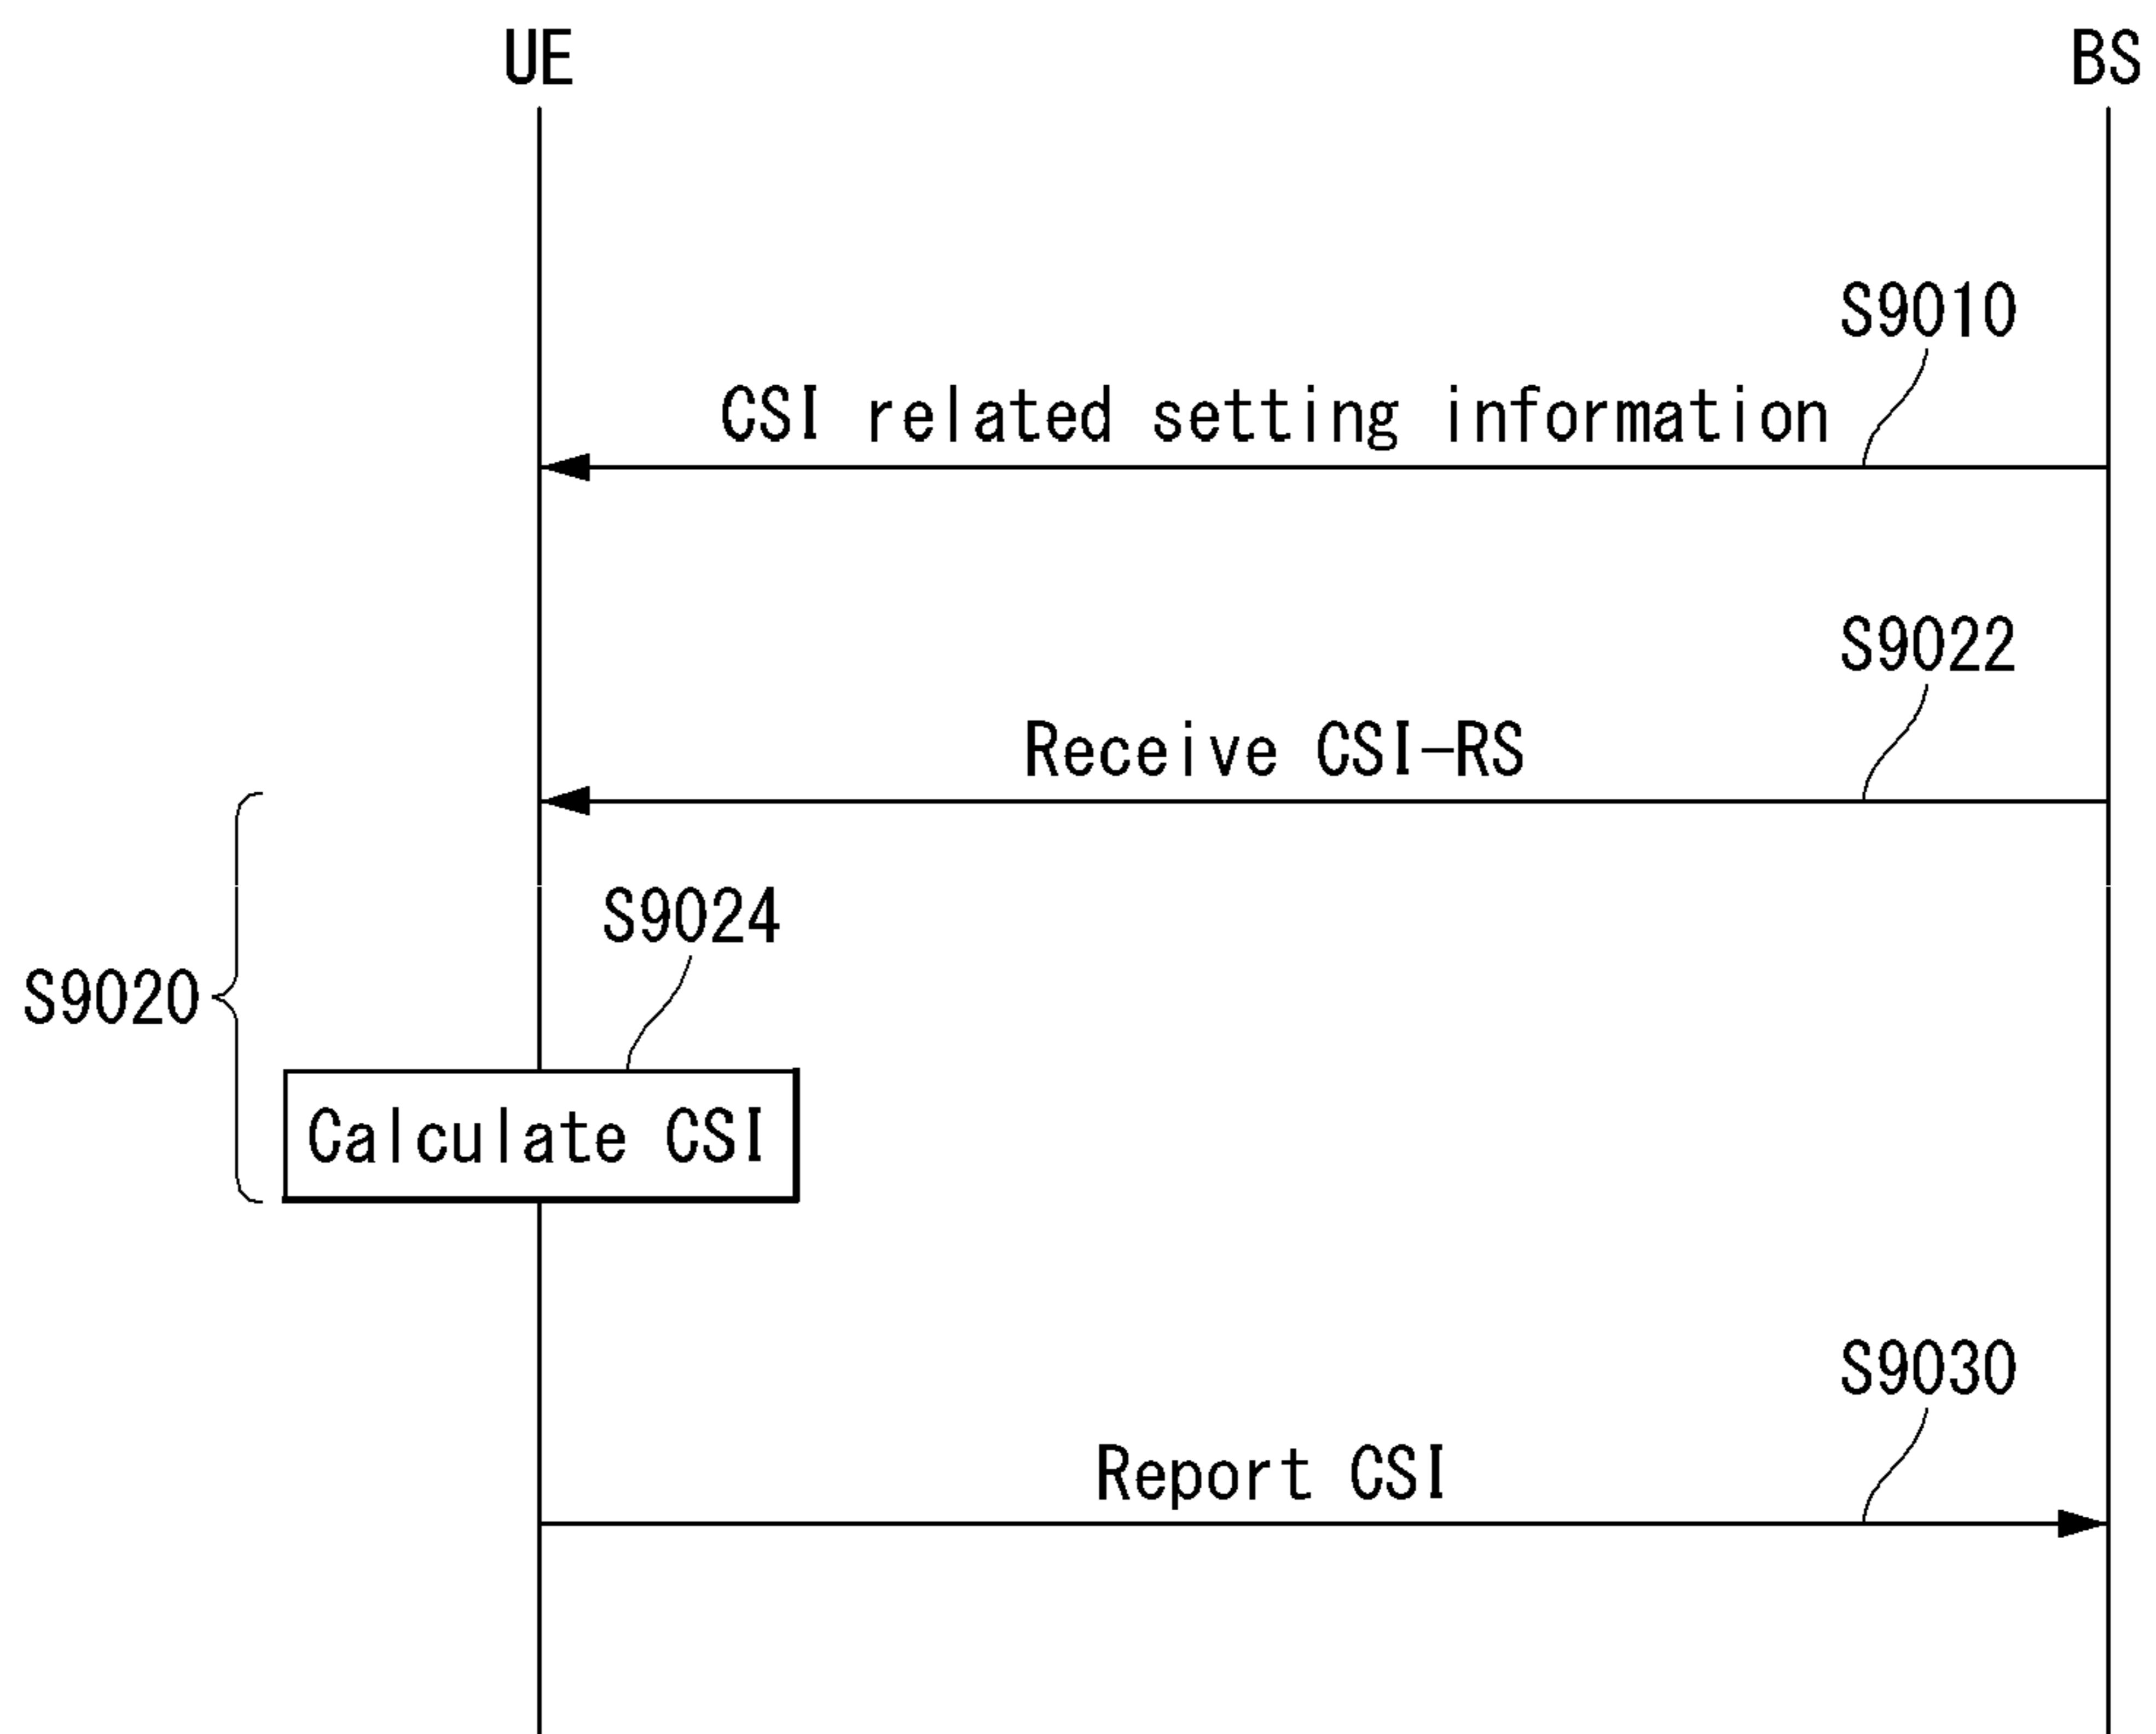 UE
BS
S9010
CSI related setting information
S9022
Receive CSI-RS
S9024
S9020
Calculate CSI
S9030
Report CSI